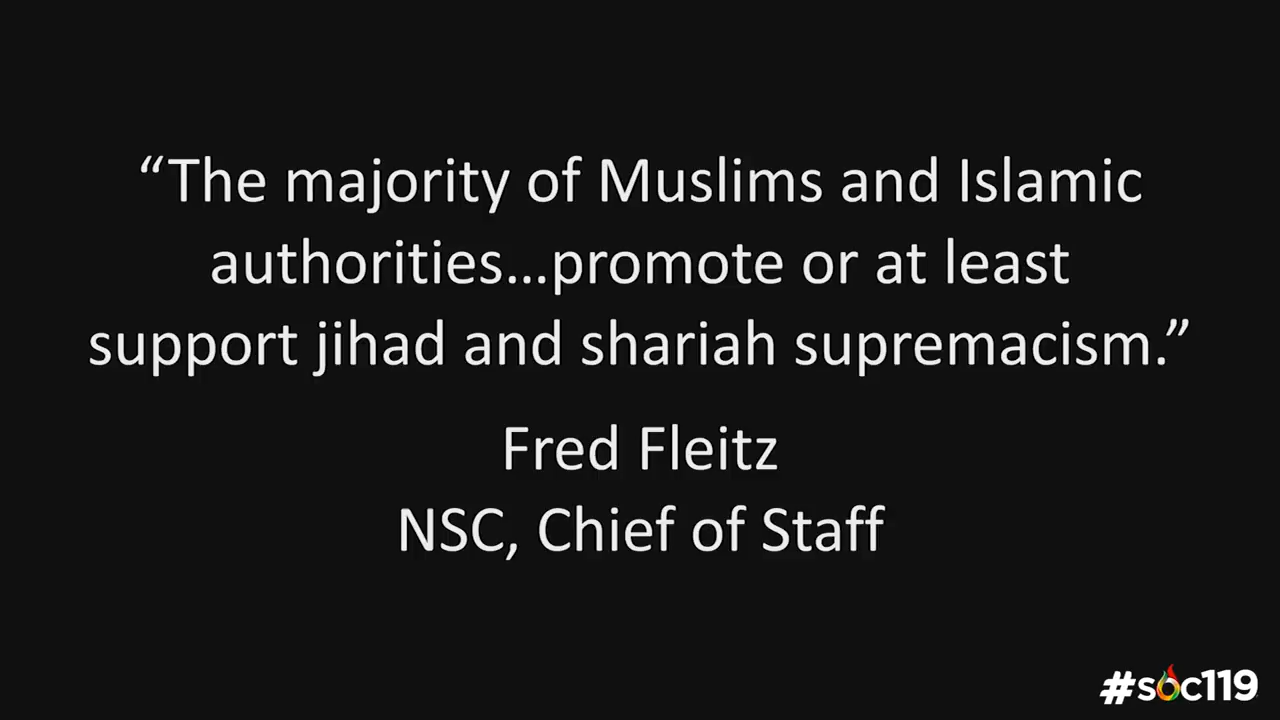 “The majority of Muslims and Islamic
authorities...promote or at least
support jihad and shariah supremacism.”
Fred Fleitz
NSC, Chief of Staff
#soc119